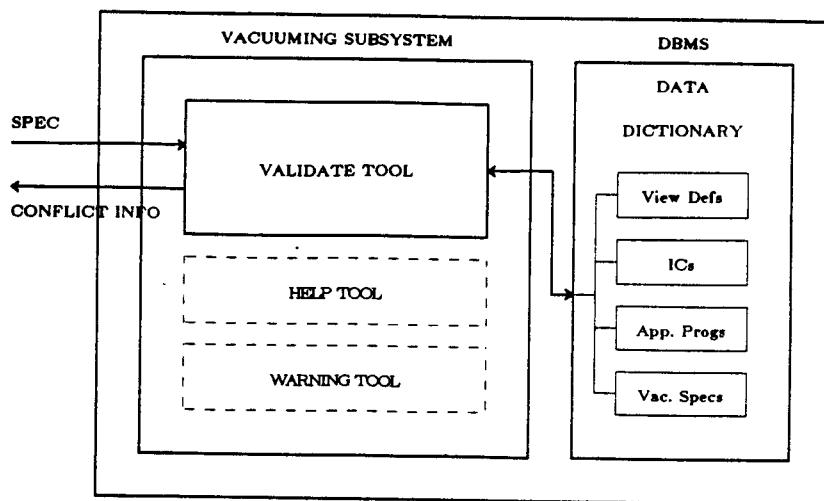 VACUUMING SUBSYSTEM
DBMS
DATA
DICTIONARY
SPEC
CONFLICT INFO
VALIDATE TOOL
HELP TOOL
WARNING TOOL
View Defs
ICs
App. Progs
Vac. Specs